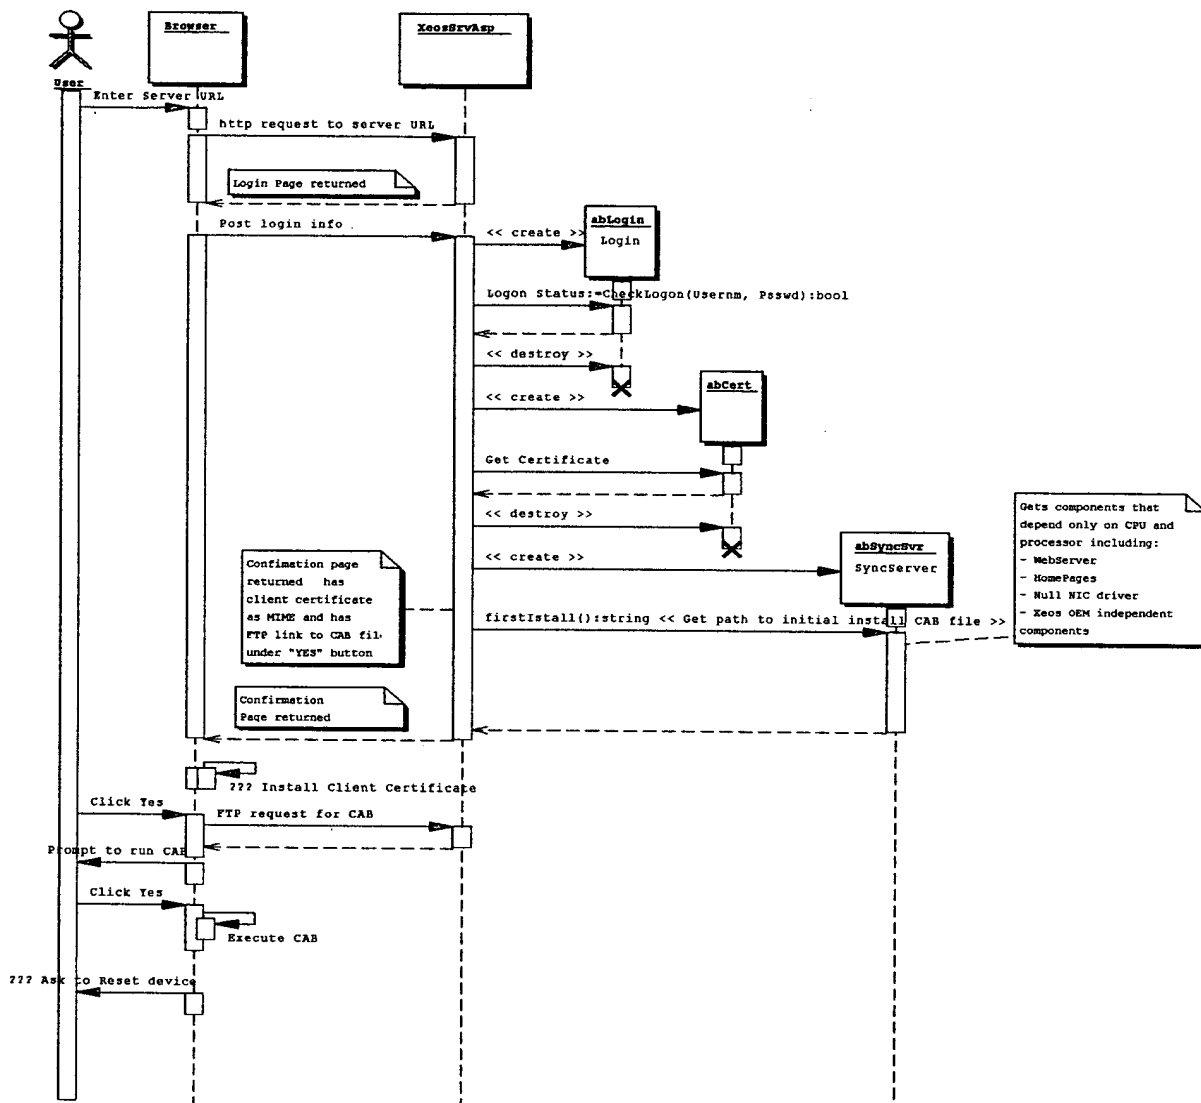 Browser
XeosSrvAsp
User
Enter Server URL
http request to server URL
Login Page returned
Post login info
<< create >>
abLogin
Login
Logon Status:=CheckLogon(Usernm, Psswd):bool
<< destroy >>
<< create >>
abCert
Get Certificate
<< destroy >>
<< create >>
abSyncSvr
SyncServer
Gets components that
depend only on CPU and
processor including:
- WebServer
- HomePages
- Null NIC driver
- Xeos OEM independent
components
Confimation page
returned has
client certificate
as MIME and has
FTP link to CAB fil
under "YES" button
firstIstall():string << Get path to initial install CAB file >>
Confirmation
Page returned
??? Install Client Certificate
Click Yes
FTP request for CAB
Prompt to run CAB
Click Yes
Execute CAB
??? Ask to Reset device